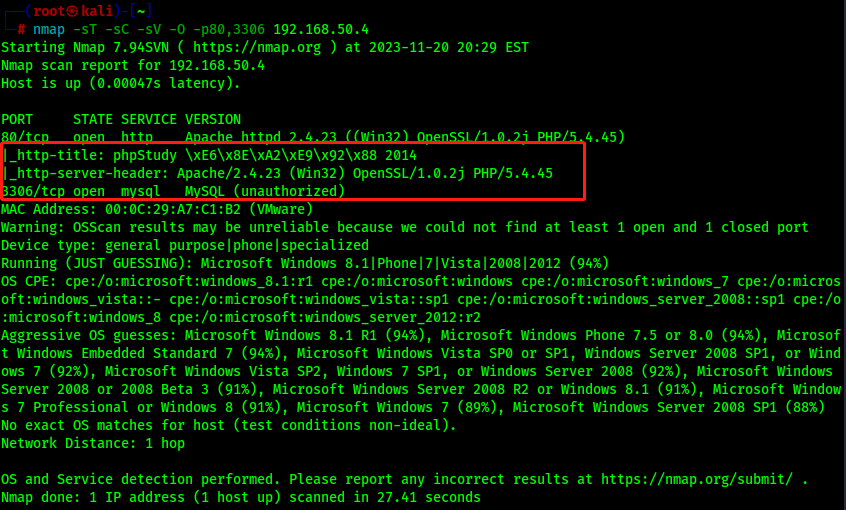 (root㉿kali)-[~]
# nmap -sT -sC -sV -O -p80,3306 192.168.50.4
Starting Nmap 7.94SVN ( https://nmap.org ) at 2023-11-20 20:29 EST
Nmap scan report for 192.168.50.4
Host is up (0.00047s latency).
PORT     STATE SERVICE VERSION
80/tcp   open  http    Apache httpd 2.4.23 ((Win32) OpenSSL/1.0.2j PHP/5.4.45)
|_http-title: phpStudy \xE6\x8E\xA2\xE9\x92\x88 2014
|_http-server-header: Apache/2.4.23 (Win32) OpenSSL/1.0.2j PHP/5.4.45
3306/tcp open  mysql   MySQL (unauthorized)
MAC Address: 00:0C:29:A7:C1:B2 (VMware)
Warning: OSScan results may be unreliable because we could not find at least 1 open and 1 closed port
Device type: general purpose|phone|specialized
Running (JUST GUESSING): Microsoft Windows 8.1|Phone|7|Vista|2008|2012 (94%)
OS CPE: cpe:/o:microsoft:windows_8.1:r1 cpe:/o:microsoft:windows cpe:/o:microsoft:windows_7 cpe:/o:micros
oft:windows_vista::- cpe:/o:microsoft:windows_vista::sp1 cpe:/o:microsoft:windows_server_2008::sp1 cpe:/o
:microsoft:windows_8 cpe:/o:microsoft:windows_server_2012:r2
Aggressive OS guesses: Microsoft Windows 8.1 R1 (94%), Microsoft Windows Phone 7.5 or 8.0 (94%), Microsof
t Windows Embedded Standard 7 (94%), Microsoft Windows Vista SP0 or SP1, Windows Server 2008 SP1, or Wind
ows 7 (92%), Microsoft Windows Vista SP2, Windows 7 SP1, or Windows Server 2008 (92%), Microsoft Windows
Server 2008 or 2008 Beta 3 (91%), Microsoft Windows Server 2008 R2 or Windows 8.1 (91%), Microsoft Window
s 7 Professional or Windows 8 (91%), Microsoft Windows 7 (89%), Microsoft Windows Server 2008 SP1 (88%)
No exact OS matches for host (test conditions non-ideal).
Network Distance: 1 hop
OS and Service detection performed. Please report any incorrect results at https://nmap.org/submit/ .
Nmap done: 1 IP address (1 host up) scanned in 27.41 seconds